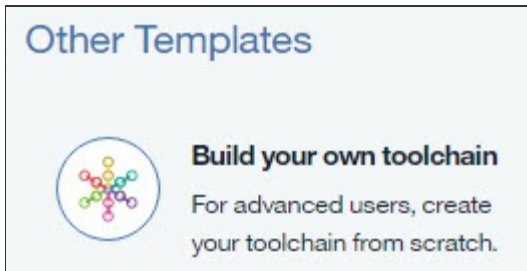 Other Templates
Build your own toolchain
For advanced users, create
your toolchain from scratch.